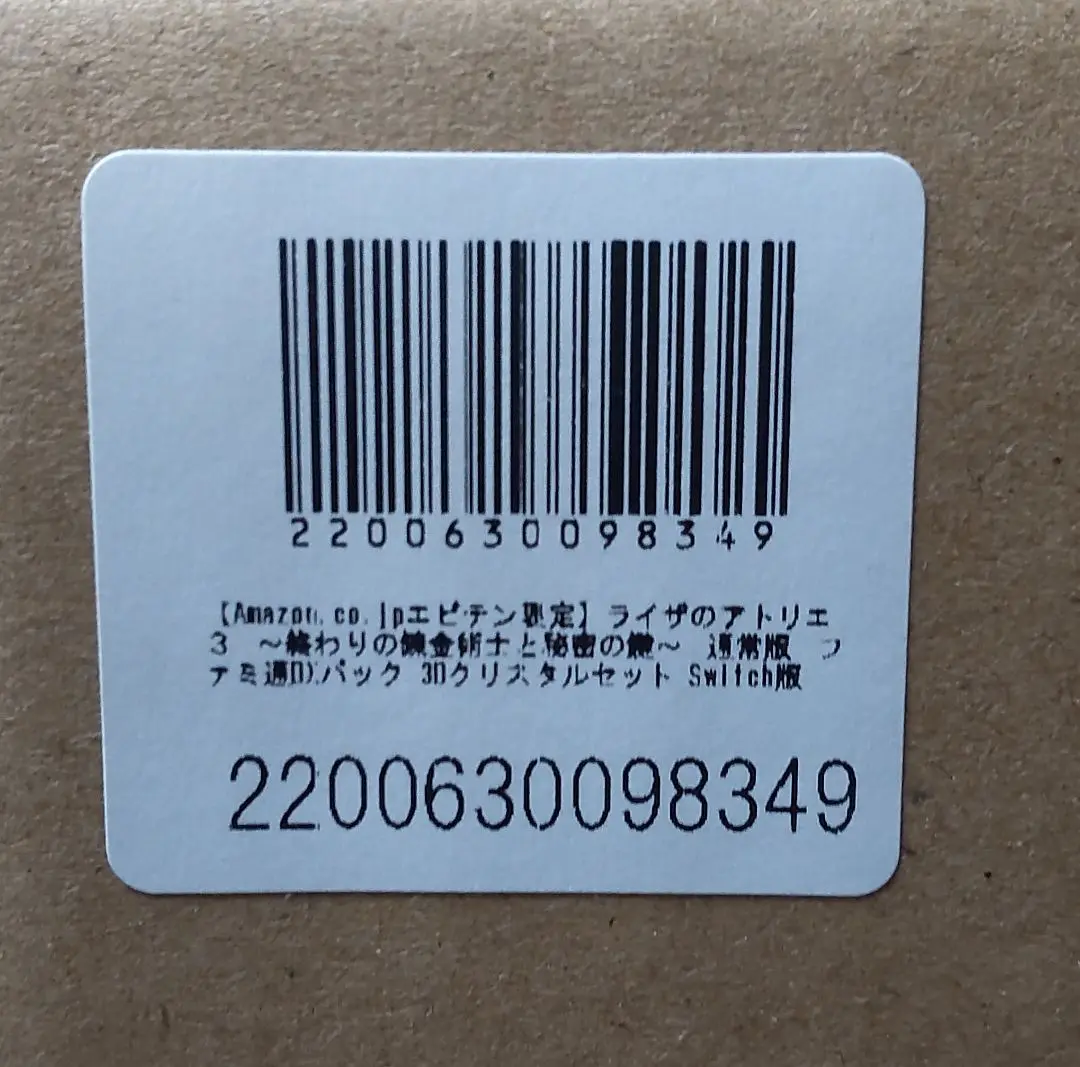 2200630098349
【Amazon.co.jpエビテン限定】ライザのアトリエ
3 ～終わりの錬金術士と秘密の鍵～ 通常版 フ
ァミ通DXパック 3Dクリスタルセット Switch版
2200630098349